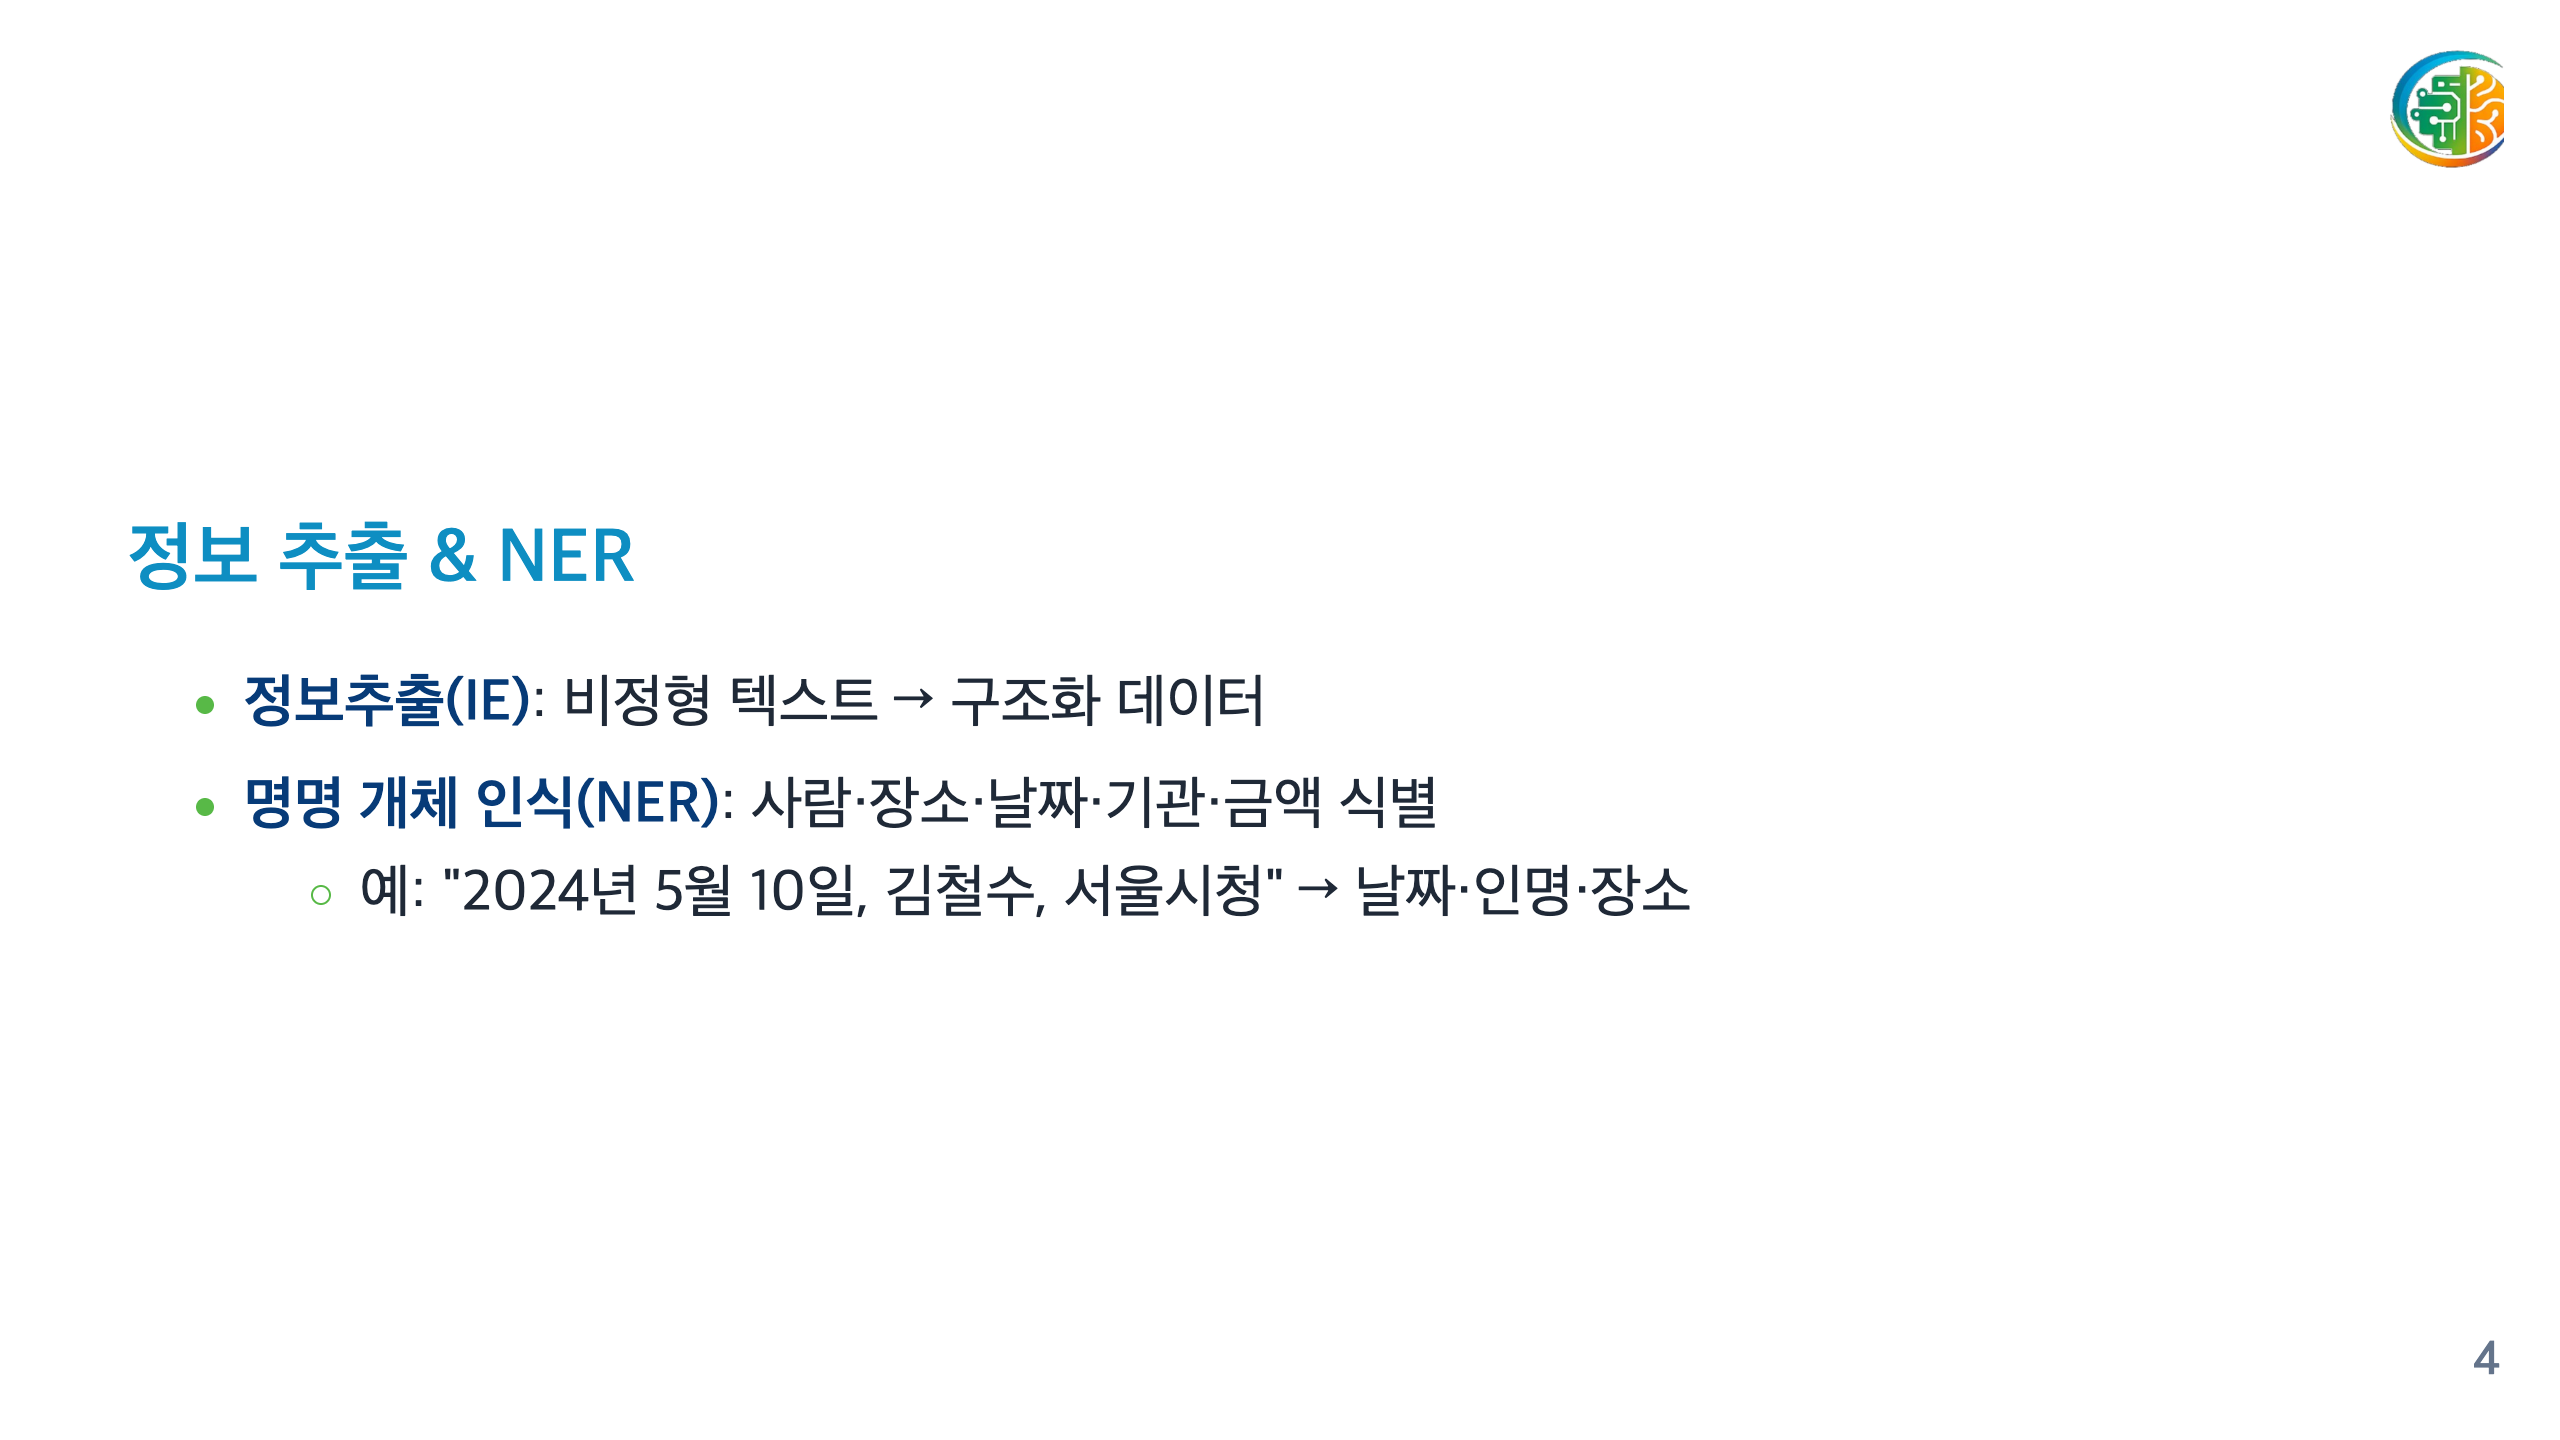 정보 추출 & NER
• 정보추출(IE): 비정형 텍스트 → 구조화 데이터
• 명명 개체 인식(NER): 사람·장소·날짜·기관·금액 식별
○ 예: "2024년 5월 10일, 김철수, 서울시청" → 날짜·인명·장소
4